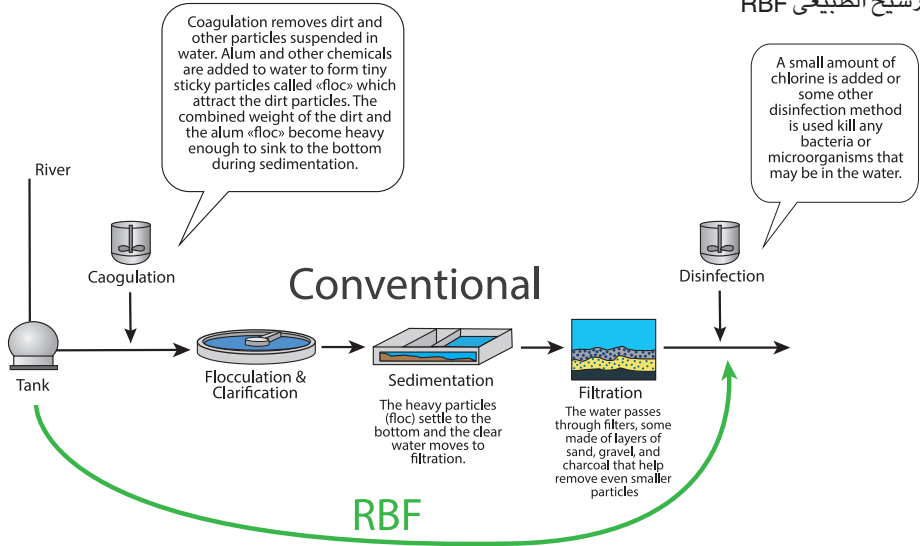 رشيح الطبيعى RBF
Coagulation removes dirt and
other particles suspended in
water. Alum and other chemicals
are added to water to form tiny
sticky particles called «floc» which
attract the dirt particles. The
combined weight of the dirt and
the alum «floc» become heavy
enough to sink to the bottom
during sedimentation.
A small amount of
chlorine is added or
some other
disinfection method
is used kill any
bacteria or
microorganisms that
may be in the water.
River
Caogulation
Conventional
Disinfection
Tank
Flocculation &
Clarification
Sedimentation
The heavy particles
(floc) settle to the
bottom and the clear
water moves to
filtration.
Filtration
The water passes
through filters, some
made of layers of
sand, gravel, and
charcoal that help
remove even smaller
particles
RBF